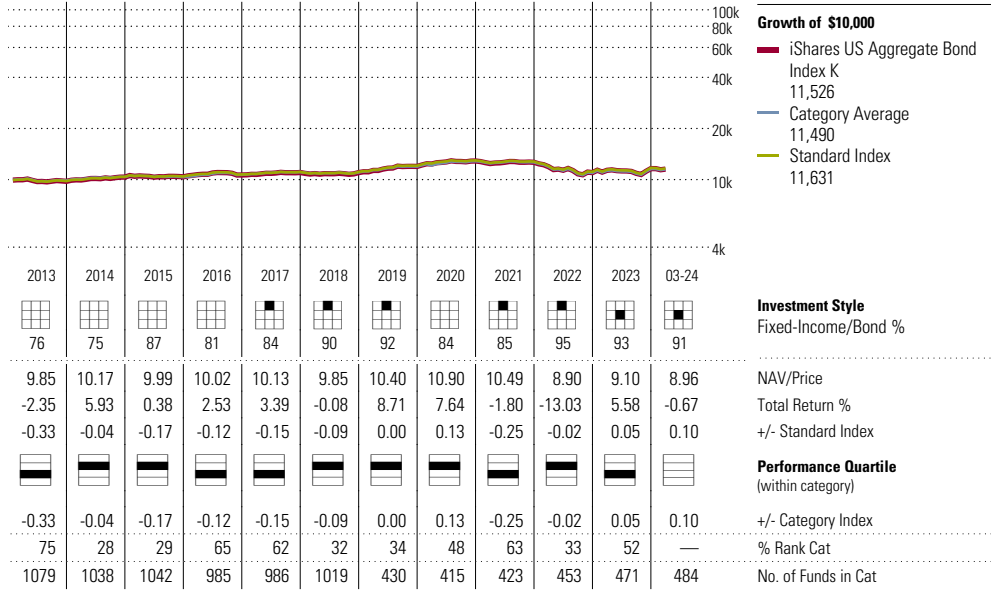 100k
80k
60k
40k
20k
10k
4k
Growth of $10,000
iShares US Aggregate Bond
Index K
11,526
Category Average
11,490
Standard Index
11,631
2013 2014 2015 2016 2017 2018 2019 2020 2021 2022 2023 03-24
Investment Style
Fixed-Income/Bond %
76 75 87 81 84 90 92 84 85 95 93 91
9.85 10.17 9.99 10.02 10.13 9.85 10.40 10.90 10.49 8.90 9.10 8.96 NAV/Price
-2.35 5.93 0.38 2.53 3.39 -0.08 8.71 7.64 -1.80 -13.03 5.58 -0.67 Total Return %
-0.33 -0.04 -0.17 -0.12 -0.15 -0.09 0.00 0.13 -0.25 -0.02 0.05 0.10 +/- Standard Index
Performance Quartile
(within category)
-0.33 -0.04 -0.17 -0.12 -0.15 -0.09 0.00 0.13 -0.25 -0.02 0.05 0.10 +/- Category Index
75 28 29 65 62 32 34 48 63 33 52 — % Rank Cat
1079 1038 1042 985 986 1019 430 415 423 453 471 484 No. of Funds in Cat